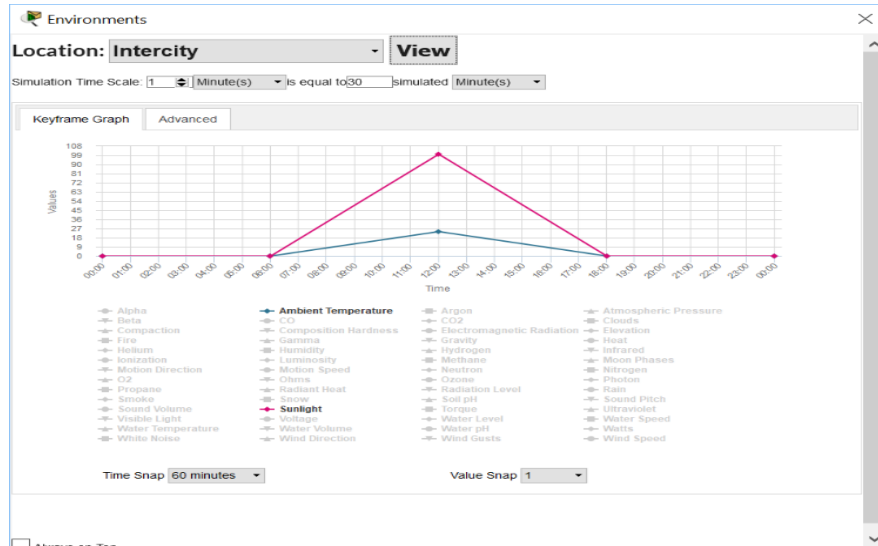 Environments
Location: Intercity View
Simulation Time Scale: 1 Minute(s) is equal to 30 simulated Minute(s)
Keyframe Graph Advanced
108
99
90
81
72
63
54
45
36
27
18
9
0
Values
00:00 01:00 02:00 03:00 04:00 05:00 06:00 07:00 08:00 09:00 10:00 11:00 12:00 13:00 14:00 15:00 16:00 17:00 18:00 19:00 20:00 21:00 22:00 23:00 00:00
Time
Alpha Ambient Temperature Argon Atmospheric Pressure
Beta CO CO2 Clouds
Compaction Composition Hardness Electromagnetic Radiation Elevation
Fire Gamma Gravity Heat
Helium Humidity Hydrogen Infrared
Ionization Luminosity Methane Moon Phases
Motion Direction Motion Speed Neutron Nitrogen
O2 Ohms Ozone Photon
Propane Radiant Heat Radiation Level Rain
Smoke Snow Soil pH Sound Pitch
Sound Volume Sunlight Torque Ultraviolet
Visible Light Voltage Water Level Water Speed
Water Temperature Water Volume Water pH Watts
White Noise Wind Direction Wind Gusts Wind Speed
Time Snap 60 minutes Value Snap 1
Always on Top